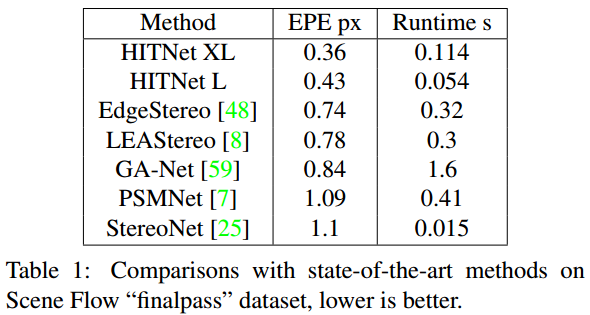 Method EPE px Runtime s
HITNet XL 0.36 0.114
HITNet L 0.43 0.054
EdgeStereo [48] 0.74 0.32
LEAStereo [8] 0.78 0.3
GA-Net [59] 0.84 1.6
PSMNet [7] 1.09 0.41
StereoNet [25] 1.1 0.015
Table 1: Comparisons with state-of-the-art methods on
Scene Flow “finalpass” dataset, lower is better.